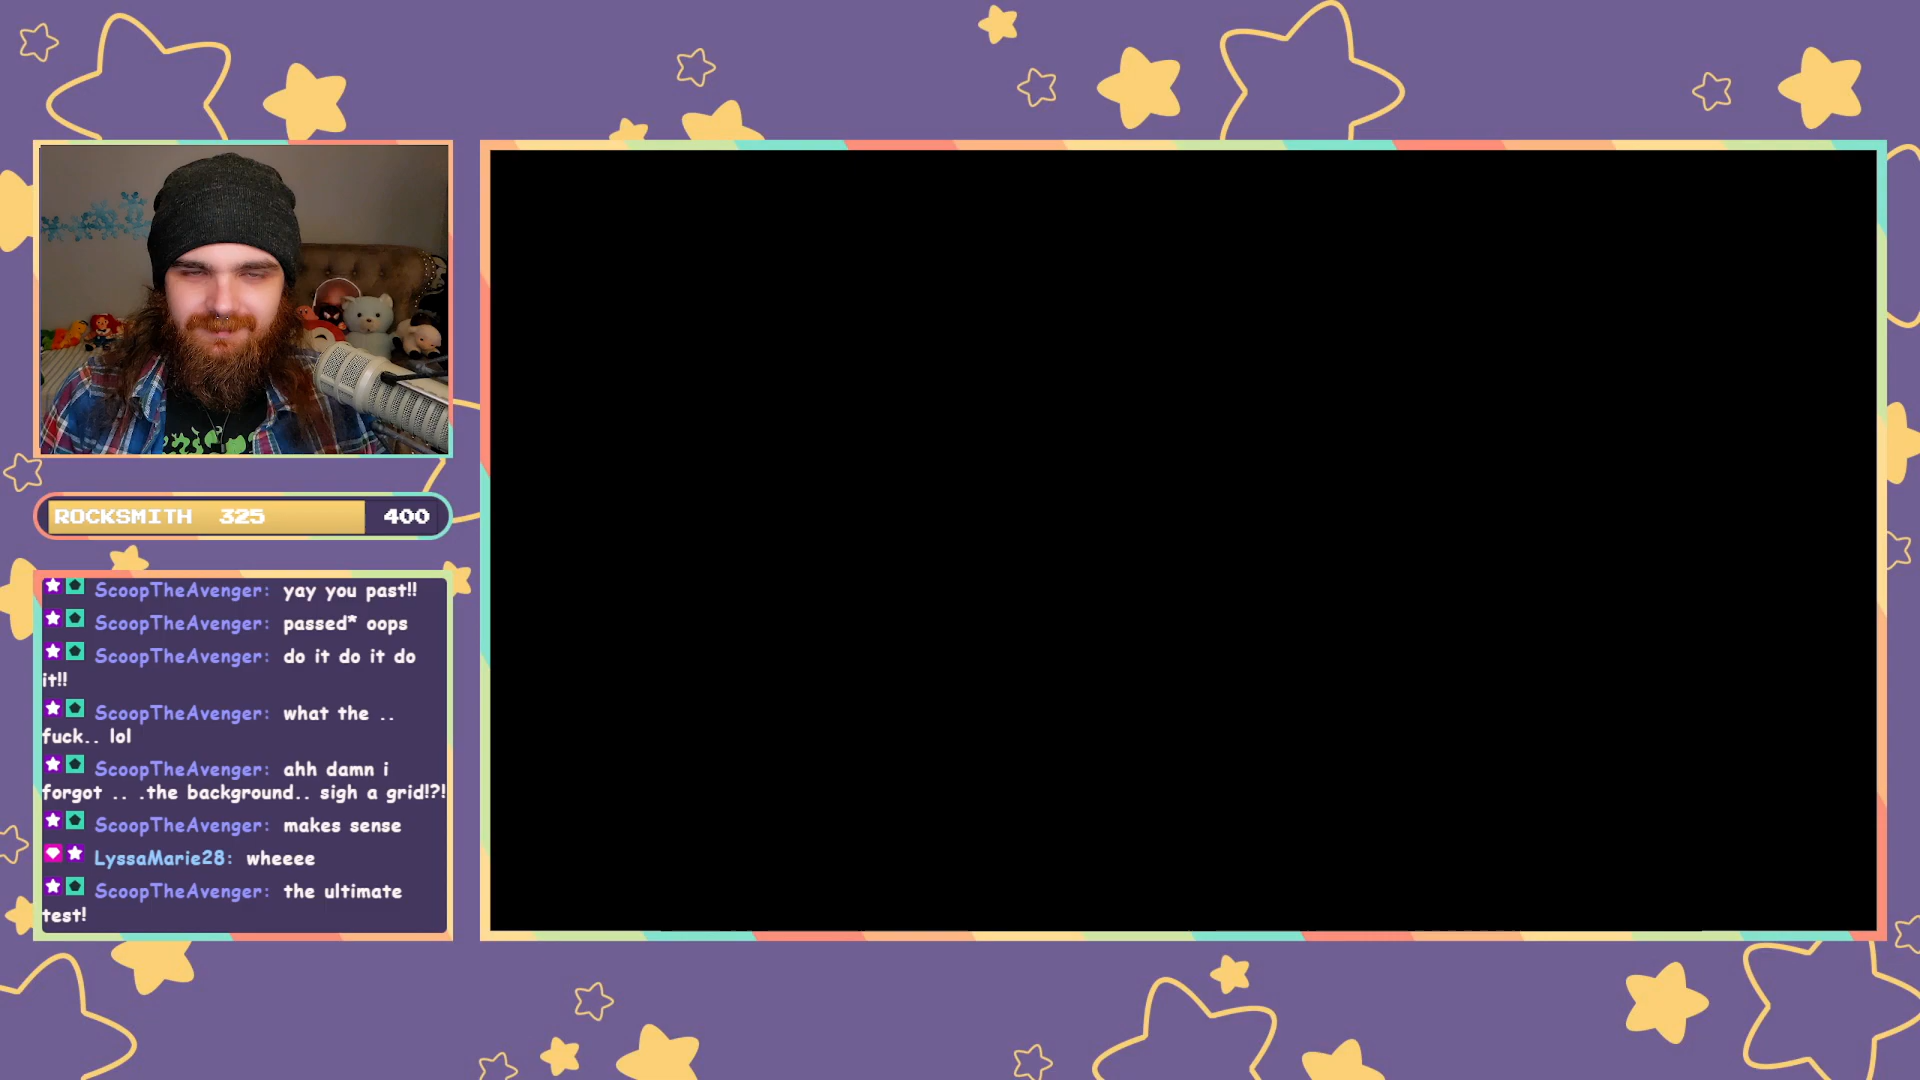 ROCKSMITH 325 400
ScoopTheAvenger: yay you past!!
ScoopTheAvenger: passed* oops
ScoopTheAvenger: do it do it do
it!!
ScoopTheAvenger: what the ..
fuck.. lol
ScoopTheAvenger: ahh damn i
forgot .. .the background.. sigh a grid!?!
ScoopTheAvenger: makes sense
LyssaMarie28: wheeee
ScoopTheAvenger: the ultimate
test!